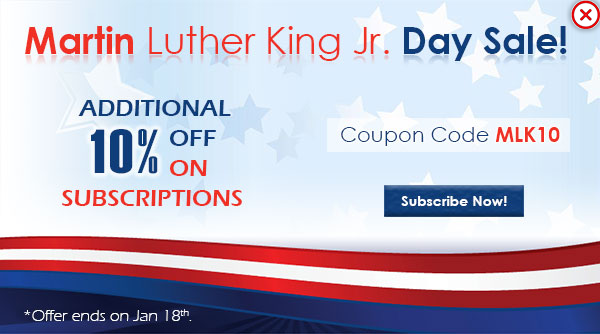 Martin Luther King Jr. Day Sale!
ADDITIONAL
10% OFF
ON
SUBSCRIPTIONS
Coupon Code MLK10
Subscribe Now!
*Offer ends on Jan 18th.